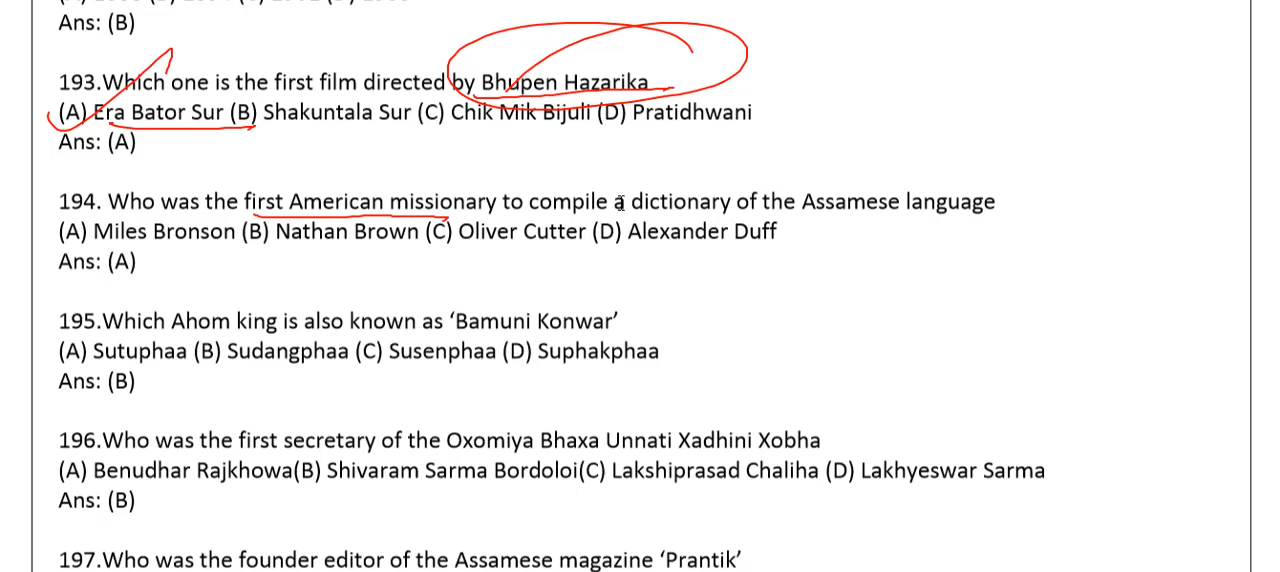 Ans: (B)
193.Which one is the first film directed by Bhupen Hazarika
(A) Era Bator Sur (B) Shakuntala Sur (C) Chik Mik Bijuli (D) Pratidhwani
Ans: (A)
194. Who was the first American missionary to compile a dictionary of the Assamese language
(A) Miles Bronson (B) Nathan Brown (C) Oliver Cutter (D) Alexander Duff
Ans: (A)
195.Which Ahom king is also known as ‘Bamuni Konwar’
(A) Sutuphaa (B) Sudangphaa (C) Susenphaa (D) Suphakphaa
Ans: (B)
196.Who was the first secretary of the Oxomiya Bhaxa Unnati Xadhini Xobha
(A) Benudhar Rajkhowa(B) Shivaram Sarma Bordoloi(C) Lakshiprasad Chaliha (D) Lakhyeswar Sarma
Ans: (B)
197.Who was the founder editor of the Assamese magazine ‘Prantik’